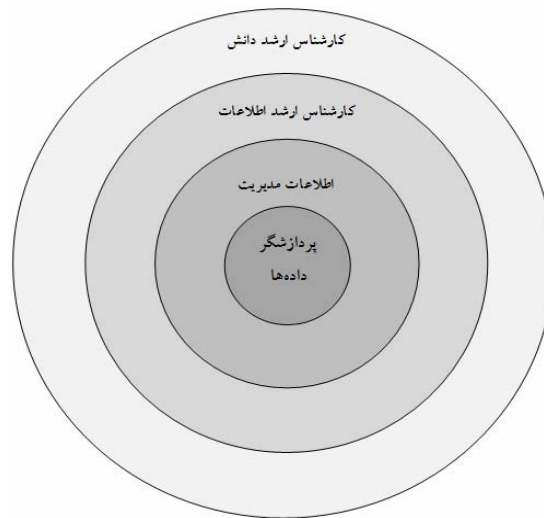 کارشناس ارشد دانش
کارشناس ارشد اطلاعات
اطلاعات مدیریت
پردازشگر
داده‌ها